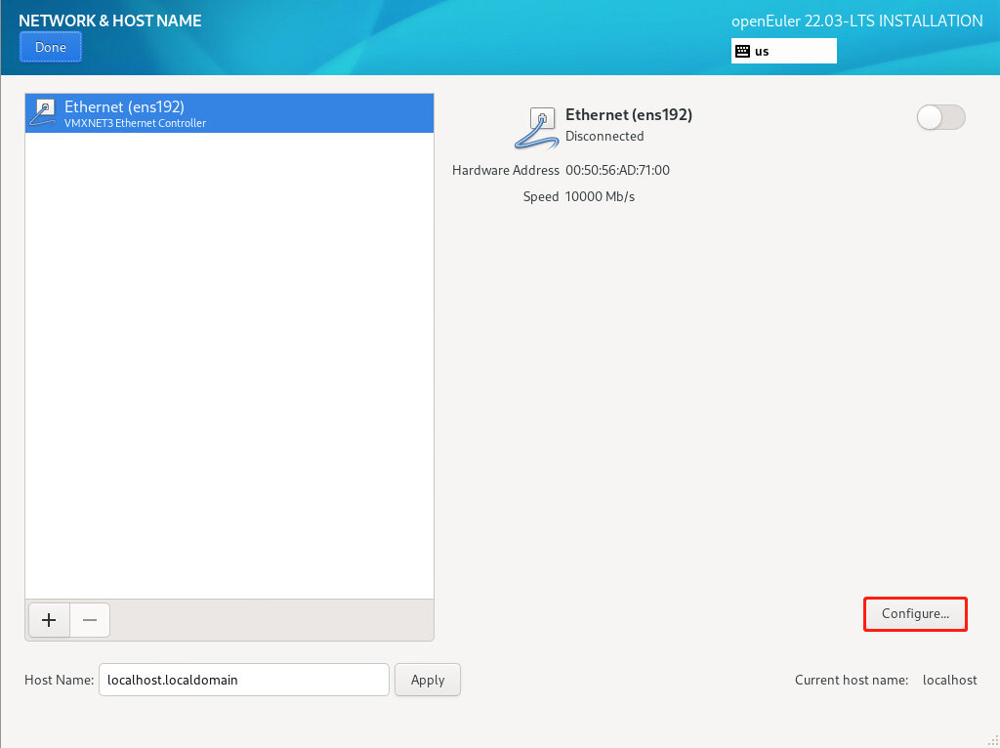 NETWORK & HOST NAME
openEuler 22.03-LTS INSTALLATION
Done
us
Ethernet (ens192)
VMXNET3 Ethernet Controller
Ethernet (ens192)
Disconnected
Hardware Address 00:50:56:AD:71:00
Speed 10000 Mb/s
Configure...
Host Name: localhost.localdomain Apply
Current host name: localhost